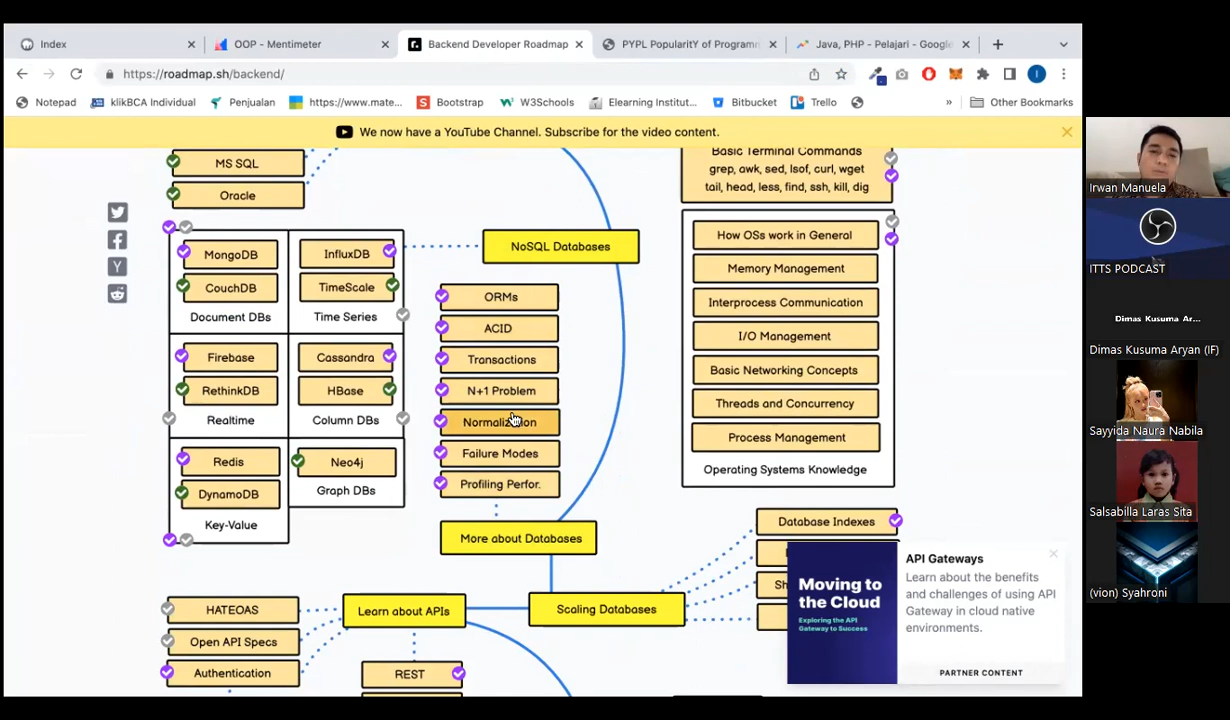 Index
OOP - Mentimeter
Backend Developer Roadmap
PYPL PopularitY of Programm
Java, PHP - Pelajari - Google
https://roadmap.sh/backend/
Notepad
klikBCA Individual
Penjualan
https://www.mate...
Bootstrap
W3Schools
Elearning Institut...
Bitbucket
Trello
»
Other Bookmarks
We now have a YouTube Channel. Subscribe for the video content.
MS SQL
Oracle
Basic Terminal Commands
grep, awk, sed, lsof, curl, wget
tail, head, less, find, ssh, kill, dig
NoSQL Databases
MongoDB
CouchDB
Document DBs
InfluxDB
TimeScale
Time Series
Firebase
RethinkDB
Realtime
Cassandra
HBase
Column DBs
Redis
DynamoDB
Key-Value
Neo4j
Graph DBs
ORMs
ACID
Transactions
N+1 Problem
Normalization
Failure Modes
Profiling Perfor.
More about Databases
How OSs work in General
Memory Management
Interprocess Communication
I/O Management
Basic Networking Concepts
Threads and Concurrency
Process Management
Operating Systems Knowledge
Database Indexes
Sh
Scaling Databases
Learn about APIs
HATEOAS
Open API Specs
Authentication
REST
Moving to
the Cloud
Exploring the API
Gateway to Success
API Gateways
Learn about the benefits
and challenges of using API
Gateway in cloud native
environments.
PARTNER CONTENT
Irwan Manuela
ITTS PODCAST
Dimas Kusuma Ar...
Dimas Kusuma Aryan (IF)
Sayyida Naura Nabila
Salsabilla Laras Sita
(vion) Syahroni